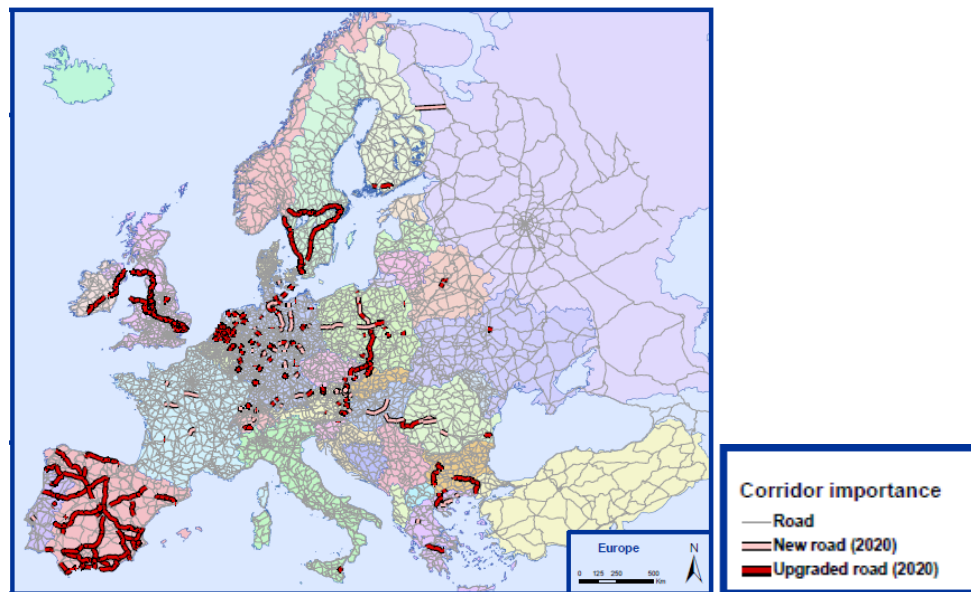 Europe
N
0 125 250 500
Km
Corridor importance
Road
New road (2020)
Upgraded road (2020)